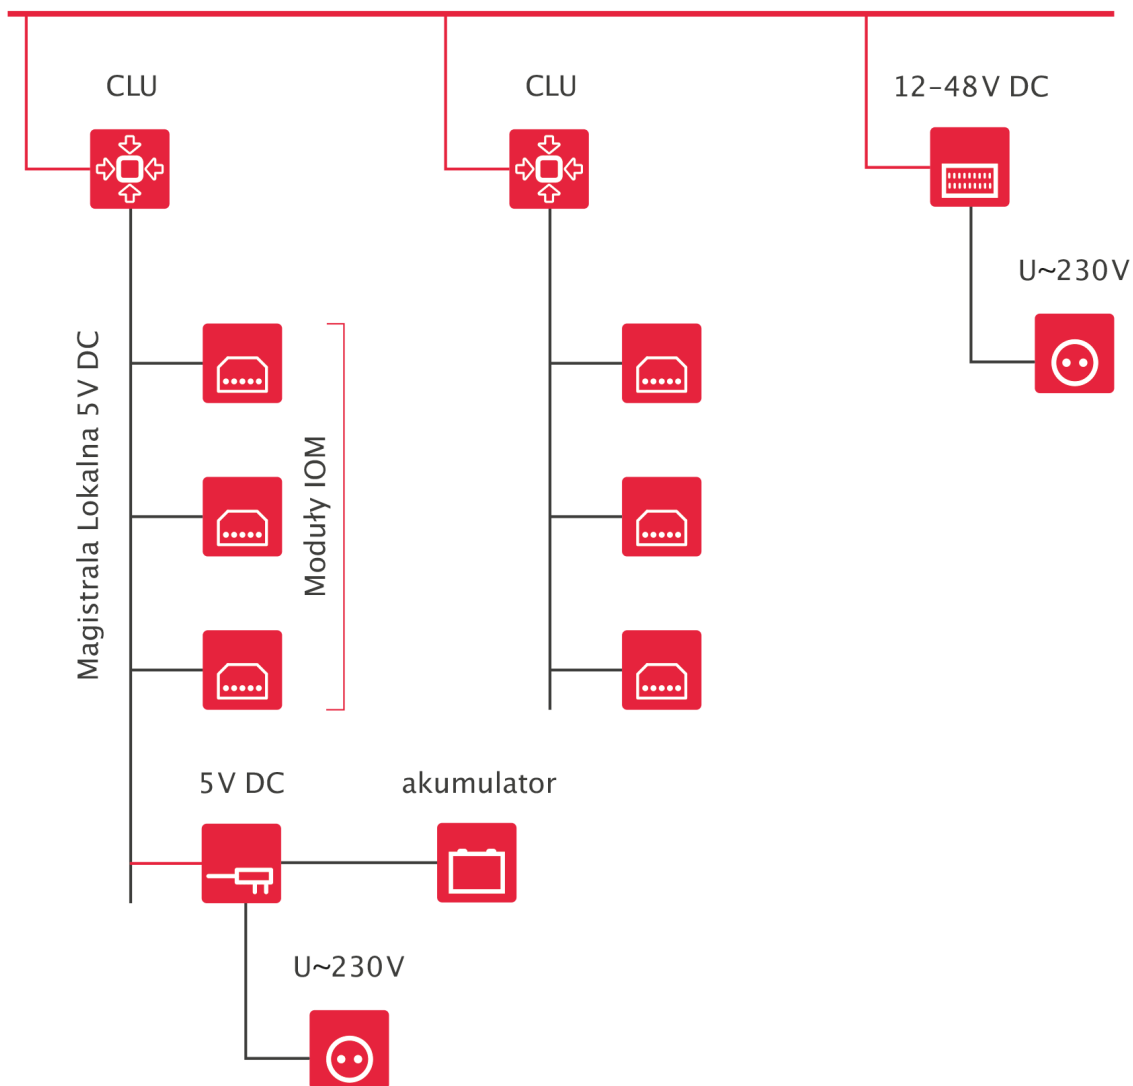 CLU
CLU
12–48V DC
U~230V
Magistrala Lokalna 5V DC
Moduły IOM
5V DC
akumulator
U~230V